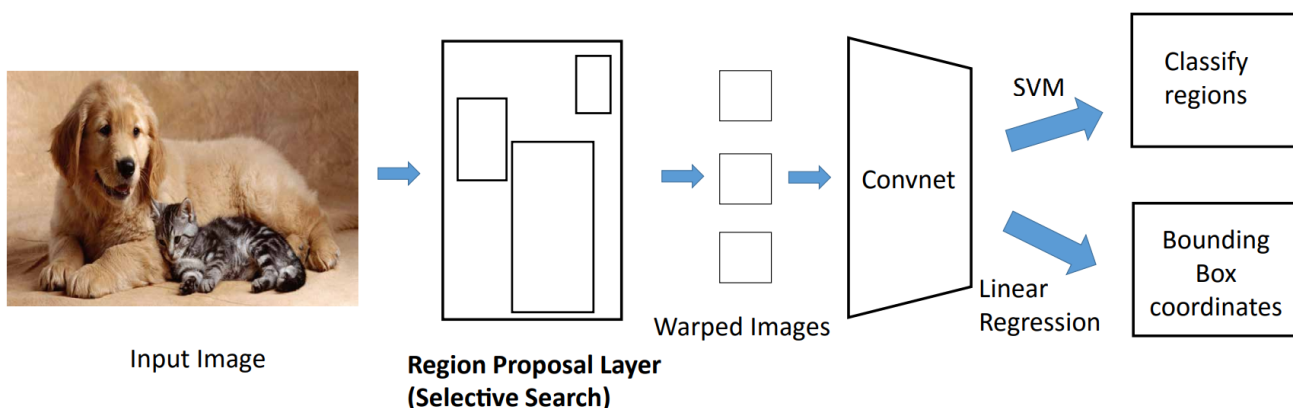 Input Image
Region Proposal Layer
(Selective Search)
Warped Images
Convnet
SVM
Linear
Regression
Classify
regions
Bounding
Box
coordinates